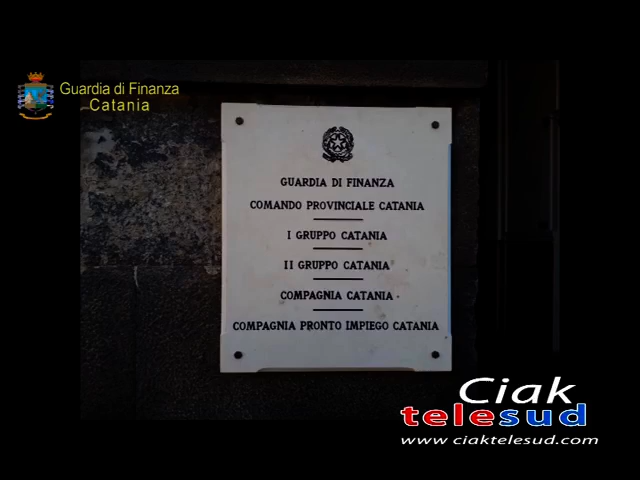 Guardia di Finanza
Catania
GUARDIA DI FINANZA
COMANDO PROVINCIALE CATANIA
I GRUPPO CATANIA
II GRUPPO CATANIA
COMPAGNIA CATANIA
COMPAGNIA PRONTO IMPIEGO CATANIA
Ciak
telesud
www.ciaktelesud.com